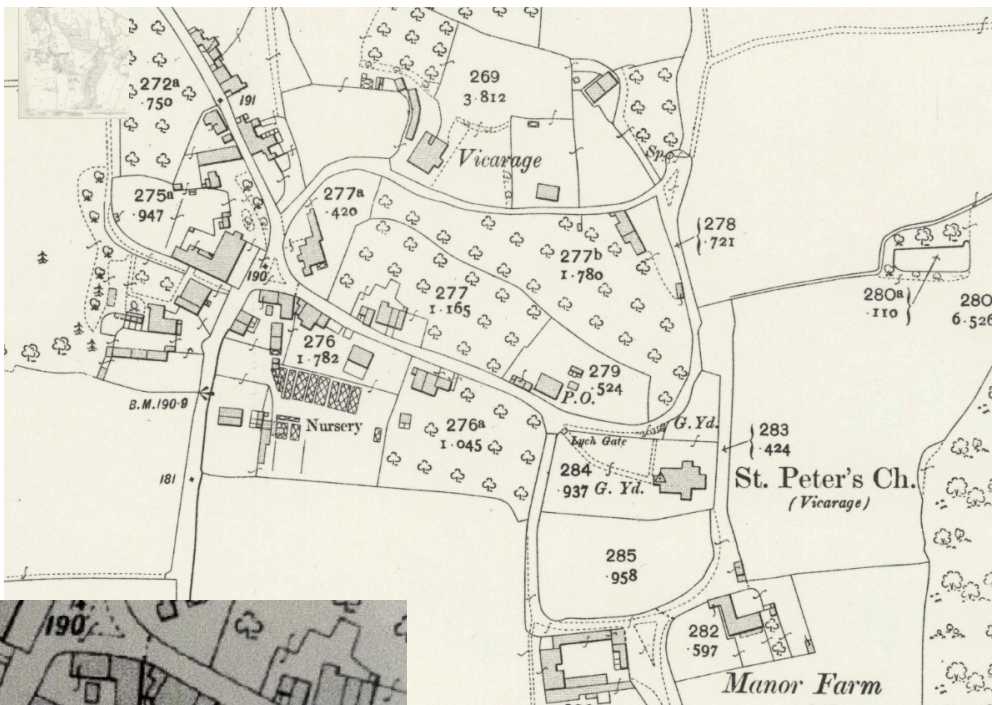 272a
·750
191
269
3·812
Vicarage
Sp.
275a
·947
277a
·420
278
·721
277b
1·780
190
277
1·165
280a
·110
280
6·526
276
1·782
279
·524
P.O.
B.M.190·9
Nursery
276a
1·045
G. Yd.
Lych Gate
283
·424
181
284
·937
G. Yd.
St. Peter's Ch.
(Vicarage)
285
·958
282
·597
Manor Farm
190